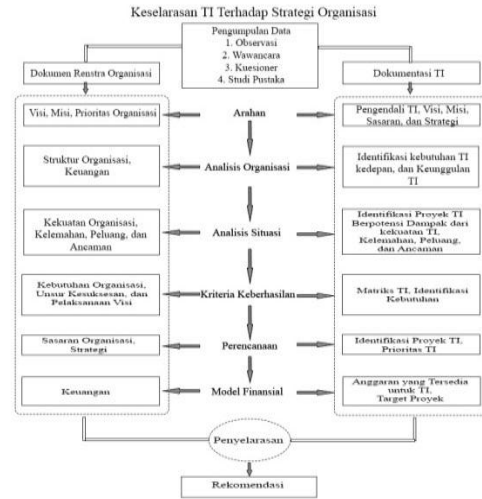 Keselarasan TI Terhadap Strategi Organisasi
Pengumpulan Data
1. Observasi
2. Wawancara
3. Kuesioner
4. Studi Pustaka
Dokumen Renstra Organisasi
Dokumentasi TI
Visi, Misi, Prioritas Organisasi
Arahan
Pengendali TI, Visi, Misi,
Sasaran, dan Strategi
Struktur Organisasi,
Keuangan
Analisis Organisasi
Identifikasi kebutuhan TI
kedepan, dan Keunggulan
TI
Kekuatan Organisasi,
Kelemahan, Peluang, dan
Ancaman
Analisis Situasi
Identifikasi Proyek TI
Berpotensi Dampak dari
kekuatan TI,
Kelemahan, Peluang,
dan Ancaman
Kebutuhan Organisasi,
Unsur Kesuksesan, dan
Pelaksanaan Visi
Kriteria Keberhasilan
Matriks TI, Identifikasi
Kebutuhan
Sasaran Organisasi,
Strategi
Perencanaan
Identifikasi Proyek TI,
Prioritas TI
Keuangan
Model Finansial
Anggaran yang Tersedia
untuk TI,
Target Proyek
Penyelarasan
Rekomendasi